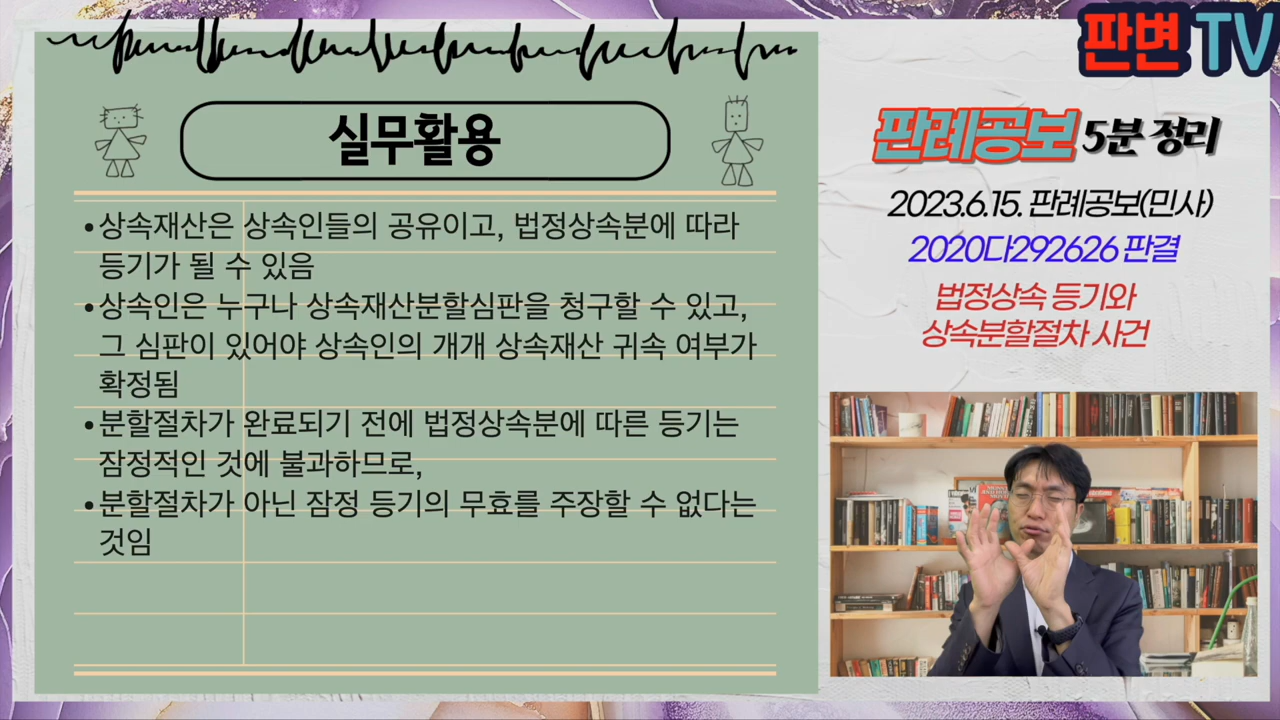 판변 TV
실무활용
•상속재산은 상속인들의 공유이고, 법정상속분에 따라
등기가 될 수 있음
•상속인은 누구나 상속재산분할심판을 청구할 수 있고,
그 심판이 있어야 상속인의 개개 상속재산 귀속 여부가
확정됨
•분할절차가 완료되기 전에 법정상속분에 따른 등기는
잠정적인 것에 불과하므로,
•분할절차가 아닌 잠정 등기의 무효를 주장할 수 없다는
것임
판례공보 5분 정리
2023.6.15. 판례공보(민사)
2020다292626 판결
법정상속 등기와
상속분할절차 사건